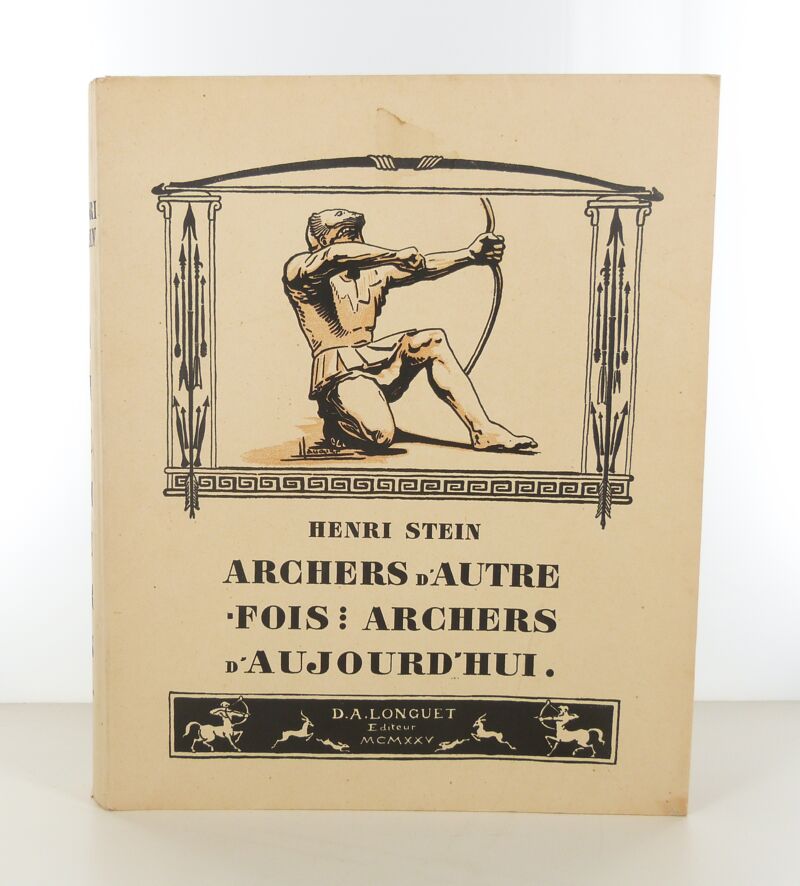 HENRI STEIN
ARCHERS D'AUTRE
-FOIS: ARCHERS
D'AUJOURD'HUI.
D.A. LONGUET
Editeur
MCMXXV